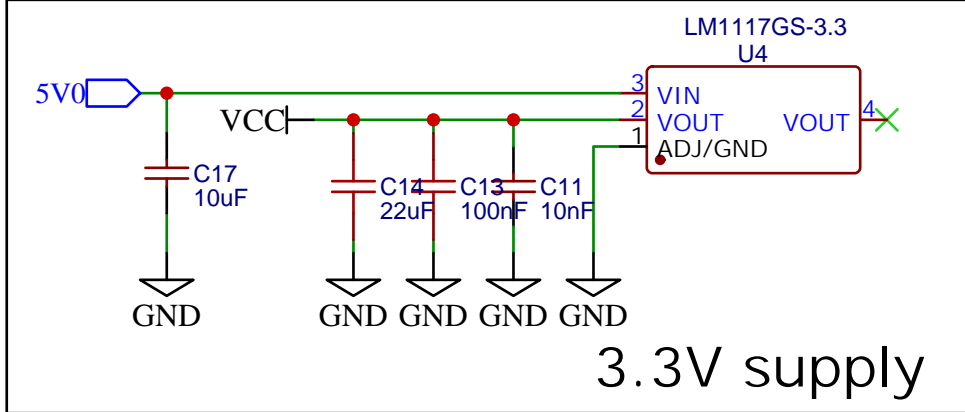 LM1117GS-3.3
U4
5V0
3
VIN
VCC
2
VOUT
VOUT
4
1
ADJ/GND
C17
10uF
C14
22uF
C13
100nF
C11
10nF
GND
GND
GND
GND
GND
3.3V supply